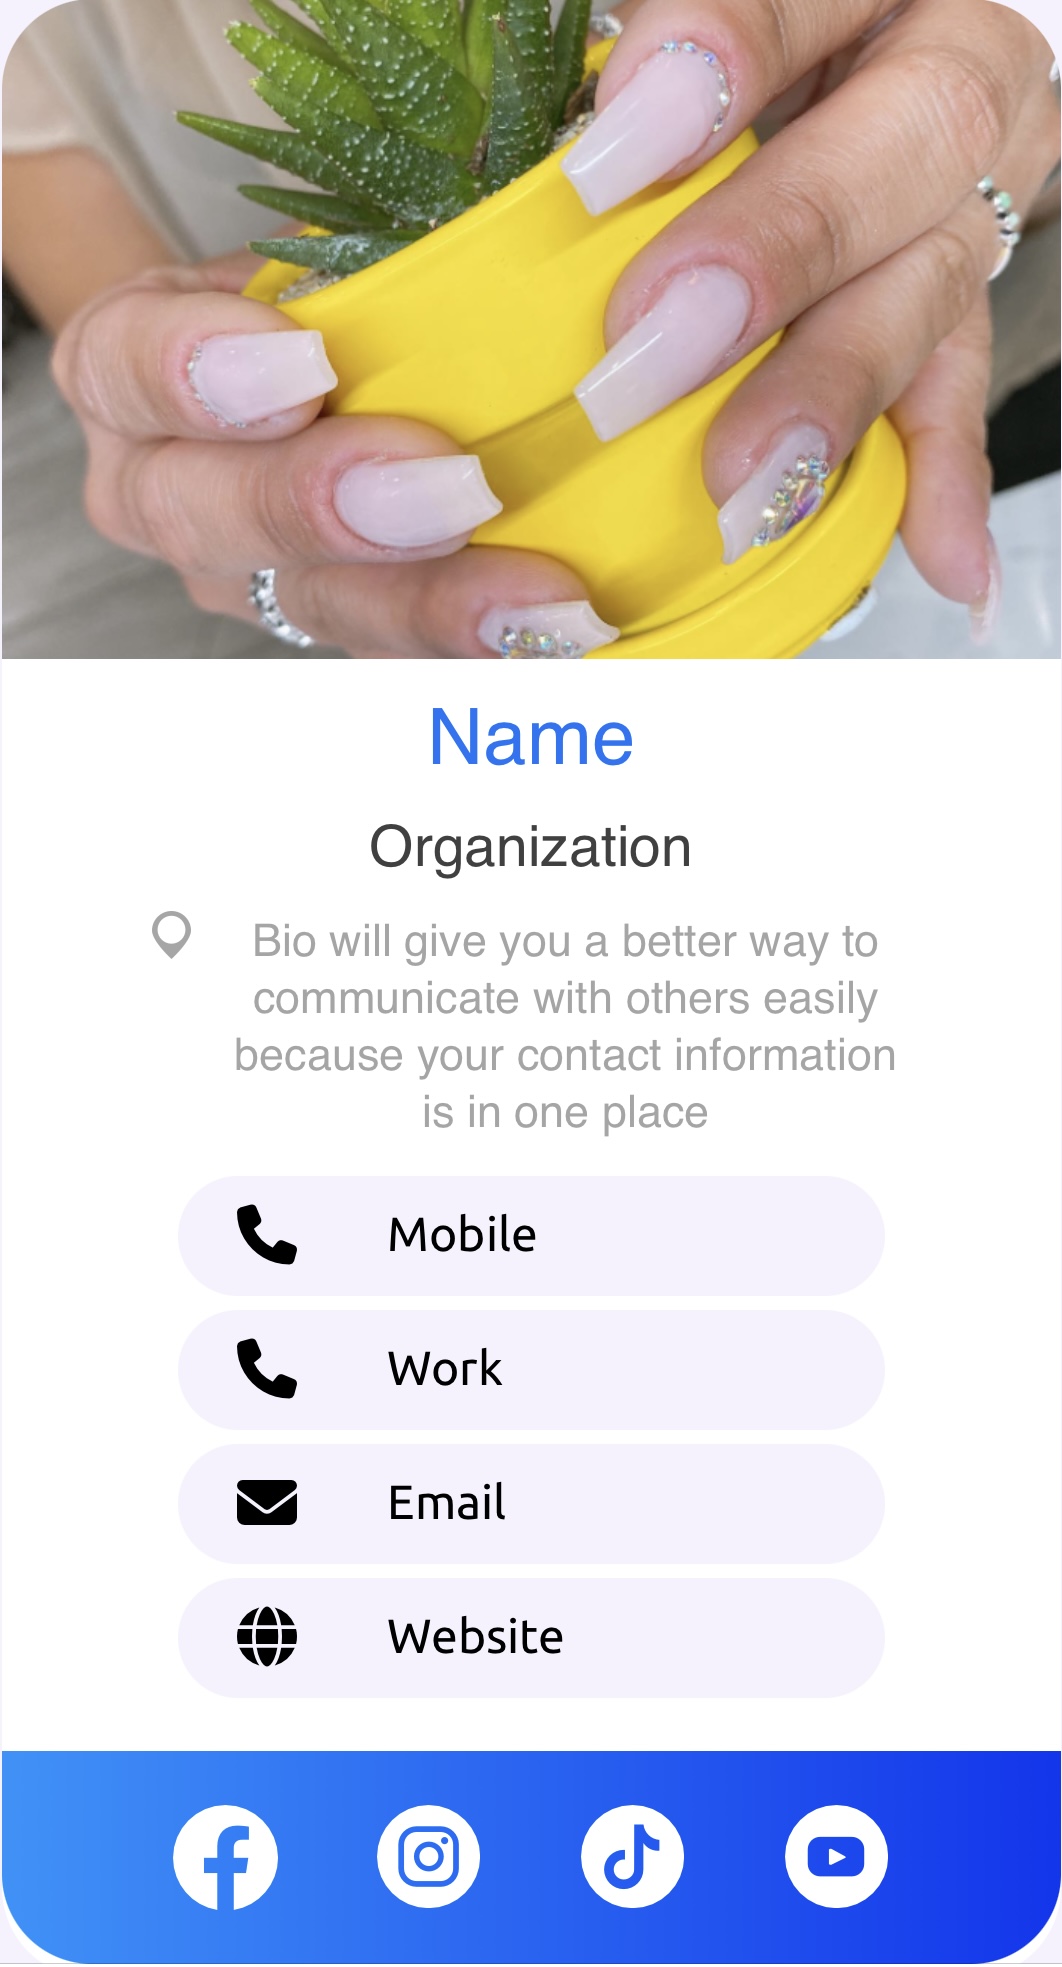 Name
Organization
Bio will give you a better way to
communicate with others easily
because your contact information
is in one place
Mobile
Work
Email
Website